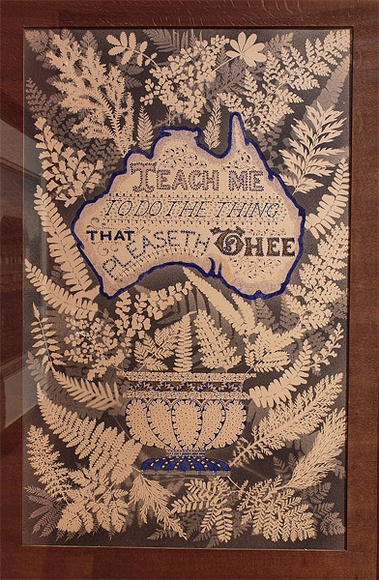 TEACH ME
TO DO THE THING
THAT PLEASETH THEE